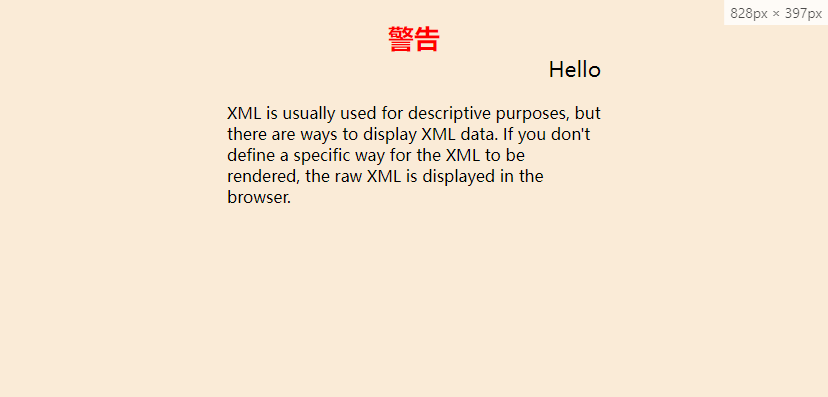 828px × 397px
警告
Hello
XML is usually used for descriptive purposes, but
there are ways to display XML data. If you don't
define a specific way for the XML to be
rendered, the raw XML is displayed in the
browser.